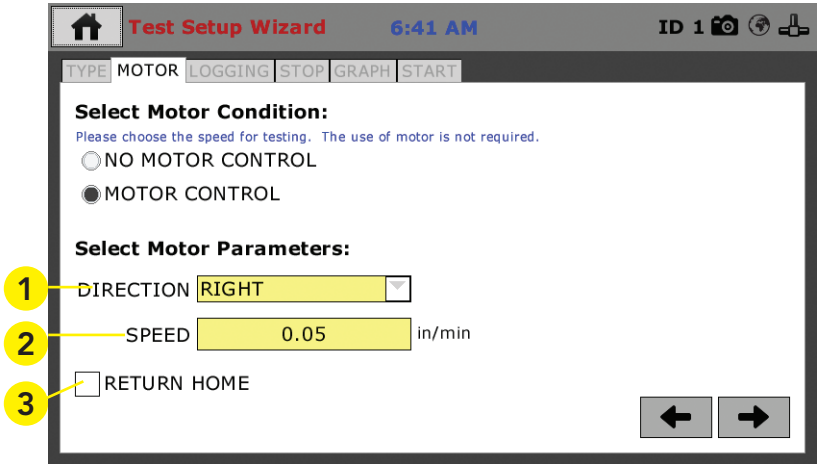 Test Setup Wizard 6:41 AM ID 1
TYPE MOTOR LOGGING STOP GRAPH START
Select Motor Condition:
Please choose the speed for testing. The use of motor is not required.
NO MOTOR CONTROL
MOTOR CONTROL
Select Motor Parameters:
1 DIRECTION RIGHT
2 SPEED 0.05 in/min
3 RETURN HOME